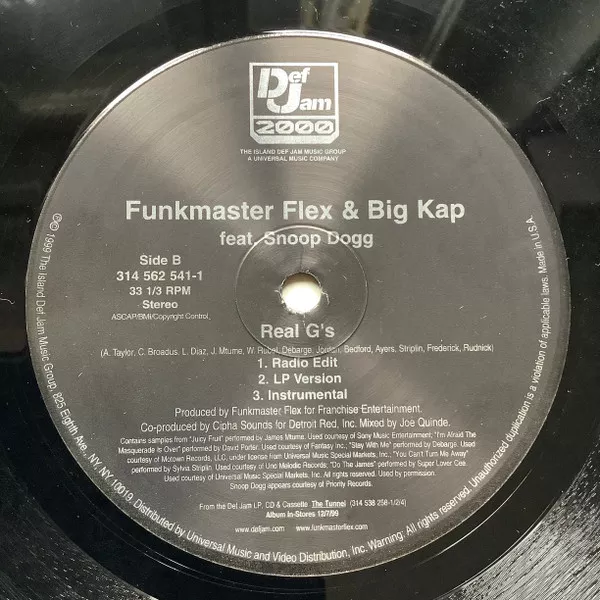 Def
Jam
2000
THE ISLAND DEF JAM MUSIC GROUP
A UNIVERSAL MUSIC COMPANY
Funkmaster Flex & Big Kap
feat. Snoop Dogg
Side B
314 562 541-1
33 1/3 RPM
Stereo
ASCAP/BMI/Copyright Control
Real G's
(A. Taylor, C. Broadus, L. Diaz, J. Mtume, W. Rebel, Debarge, Jordan, Bedford, Ayers, Striplin, Frederick, Rudnick)
1. Radio Edit
2. LP Version
3. Instrumental
Produced by Funkmaster Flex for Franchise Entertainment.
Co-produced by Cipha Sounds for Detroit Red, Inc. Mixed by Joe Quinde.
Contains samples from "Juicy Fruit" performed by James Mtume. Used courtesy of Sony Music Entertainment; "I'm Afraid The
Masquerade Is Over" performed by David Porter. Used courtesy of Fantasy Inc., "Stay With Me" performed by Debarge. Used
courtesy of Motown Records, LLC, under license from Universal Music Special Markets, Inc., "You Can't Turn Me Away"
performed by Sylvia Striplin. Used courtesy of Uno Melodic Records; "Do The James" performed by Super Lover Cee.
Used courtesy of Universal Music Special Markets, Inc. All rights reserved. Used by permission.
Snoop Dogg appears courtesy of Priority Records.
From the Def Jam LP, CD & Cassette The Tunnel (314 538 258-1/2/4)
Album In-Stores 12/7/99
www.defjam.com www.funkmasterflex.com
℗© 1999 The Island Def Jam Music Group, 825 Eighth Ave., NY, NY 10019. Distributed by Universal Music and Video Distribution, Inc. Warning: All rights reserved. Unauthorized duplication is a violation of applicable laws. Made in U.S.A.